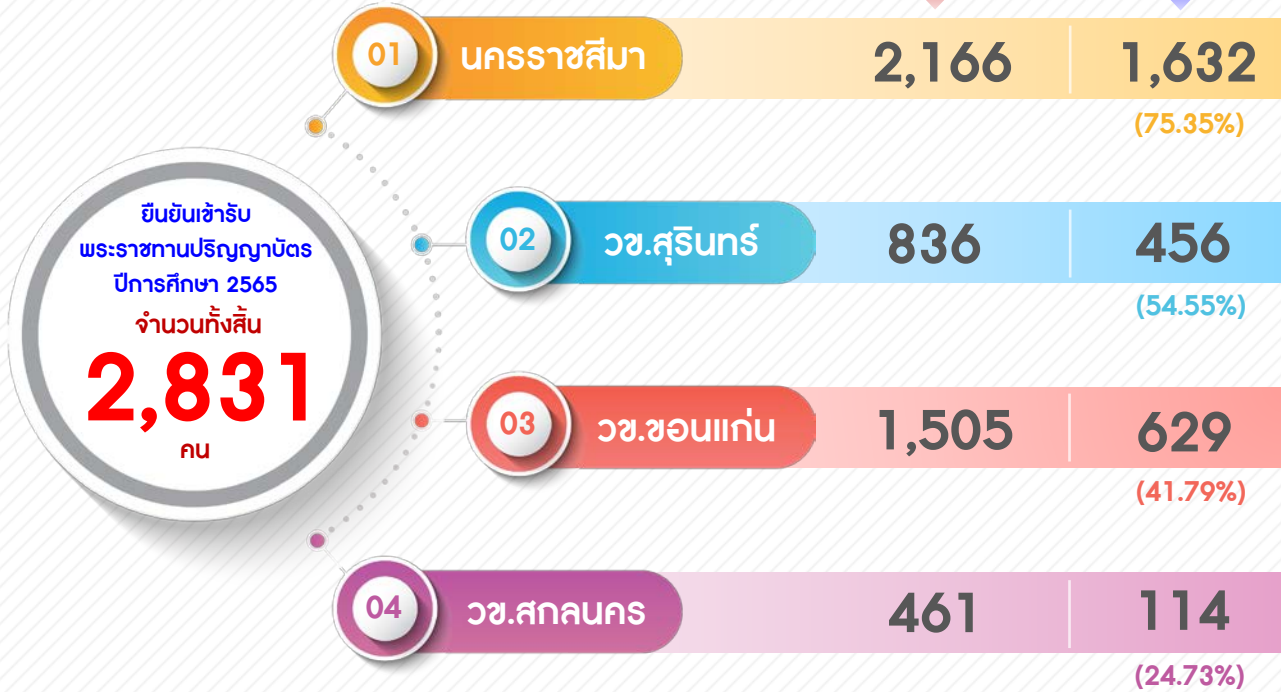 01 นครราชสีมา 2,166 1,632
(75.35%)
ยืนยันเข้ารับ
พระราชทานปริญญาบัตร
ปีการศึกษา 2565
จำนวนทั้งสิ้น
2,831
คน
02 วข.สุรินทร์ 836 456
(54.55%)
03 วข.ขอนแก่น 1,505 629
(41.79%)
04 วข.สกลนคร 461 114
(24.73%)